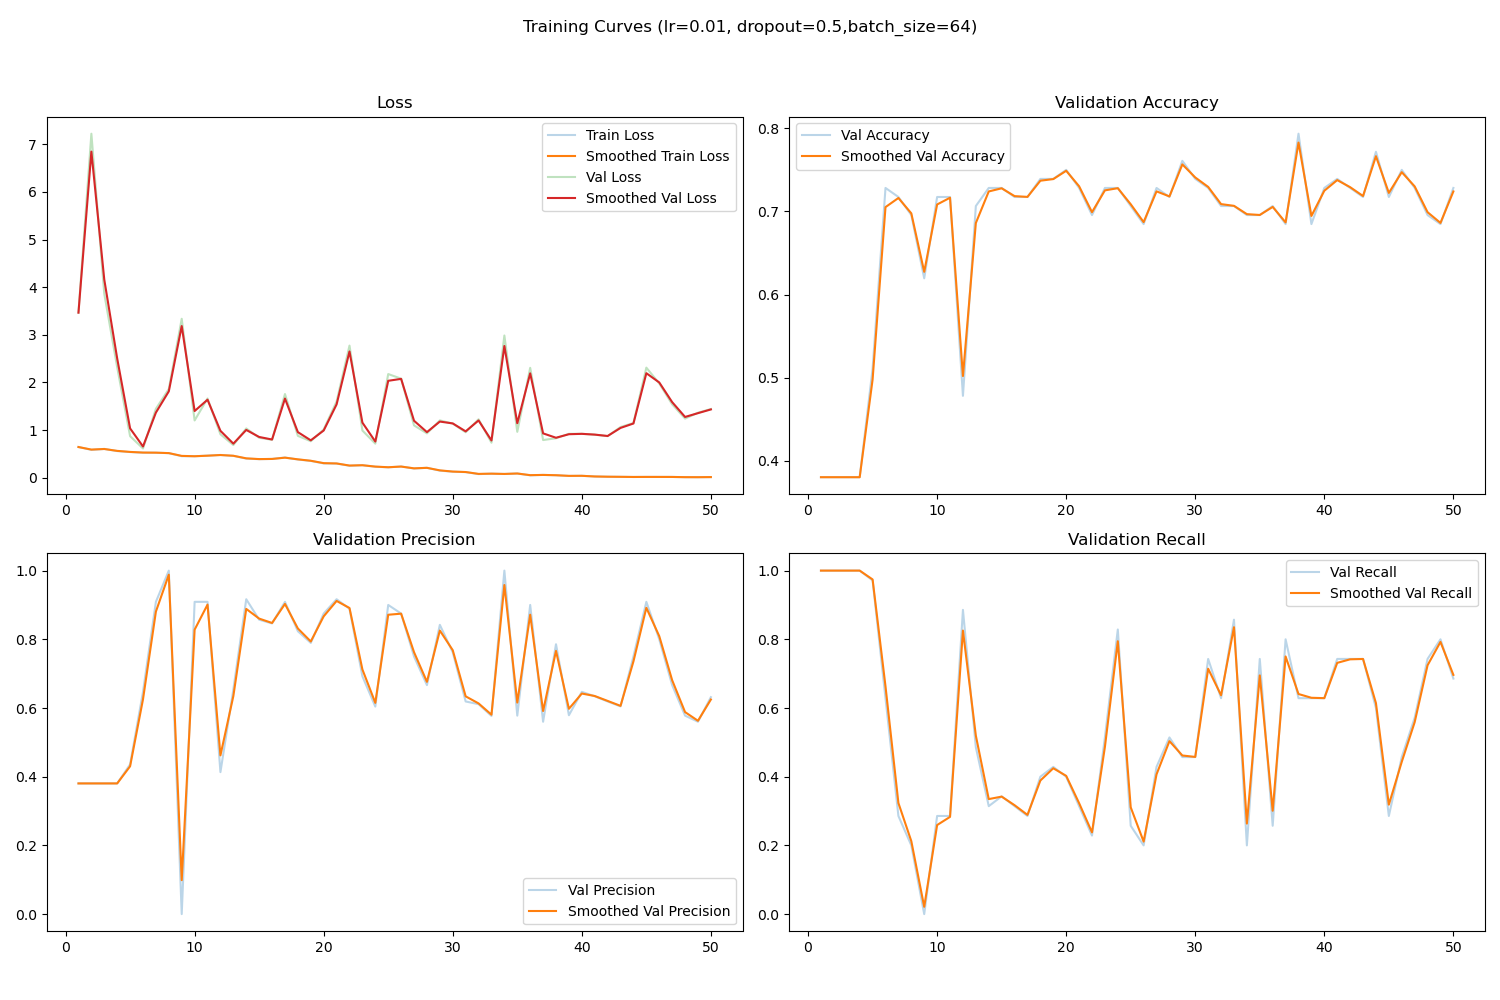 Training Curves (lr=0.01, dropout=0.5,batch_size=64)
Loss
Train Loss
Smoothed Train Loss
Val Loss
Smoothed Val Loss
7
6
5
4
3
2
1
0
0 10 20 30 40 50
Validation Accuracy
Val Accuracy
Smoothed Val Accuracy
0.8
0.7
0.6
0.5
0.4
0 10 20 30 40 50
Validation Precision
1.0
0.8
0.6
0.4
0.2
0.0
Val Precision
Smoothed Val Precision
0 10 20 30 40 50
Validation Recall
Val Recall
Smoothed Val Recall
1.0
0.8
0.6
0.4
0.2
0.0
0 10 20 30 40 50